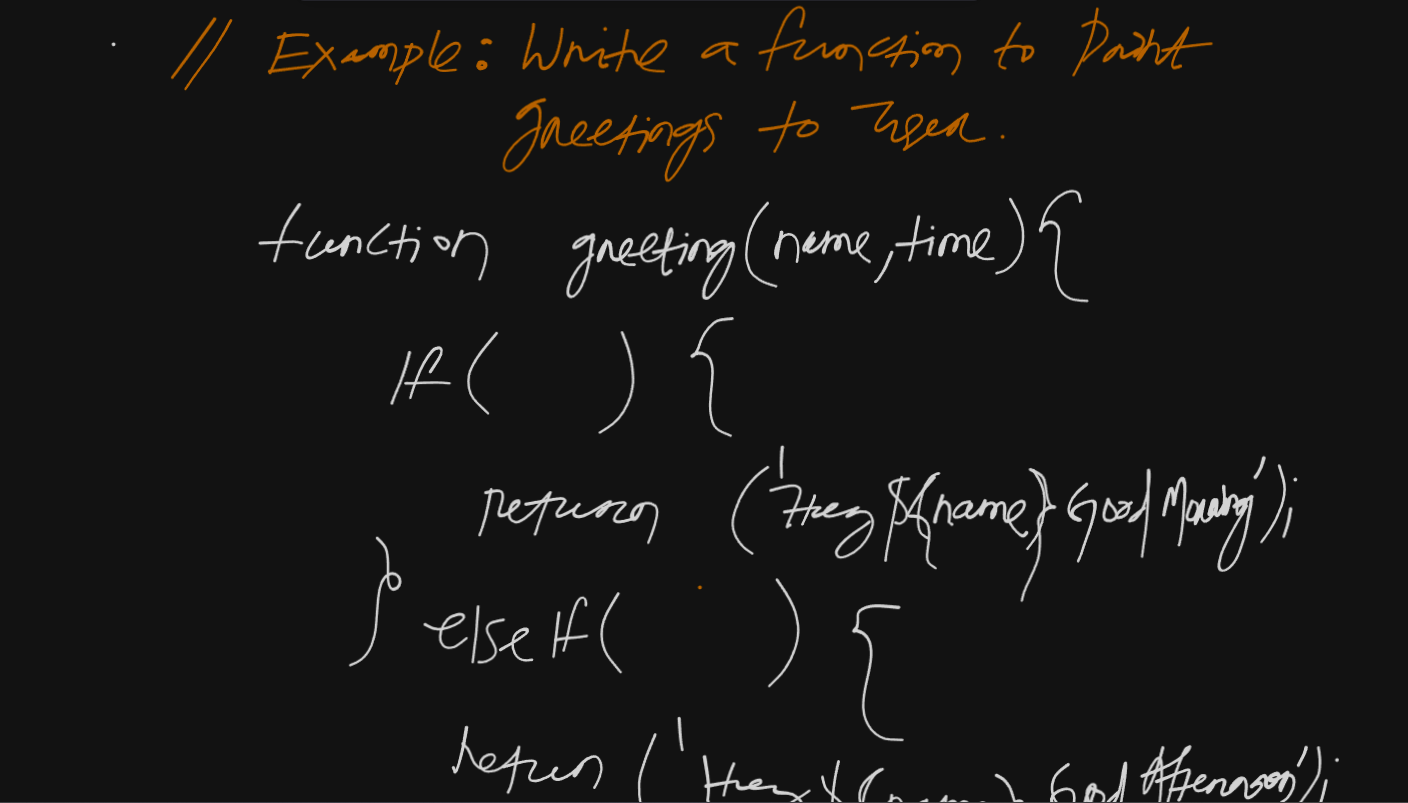 // Example: Write a function to Print
greetings to user.
function greeting(name,time){
If( ) {
return ('Hey ${name} Good Morning');
} else If( ) {
return ('Hey ${name} Good Afternoon');